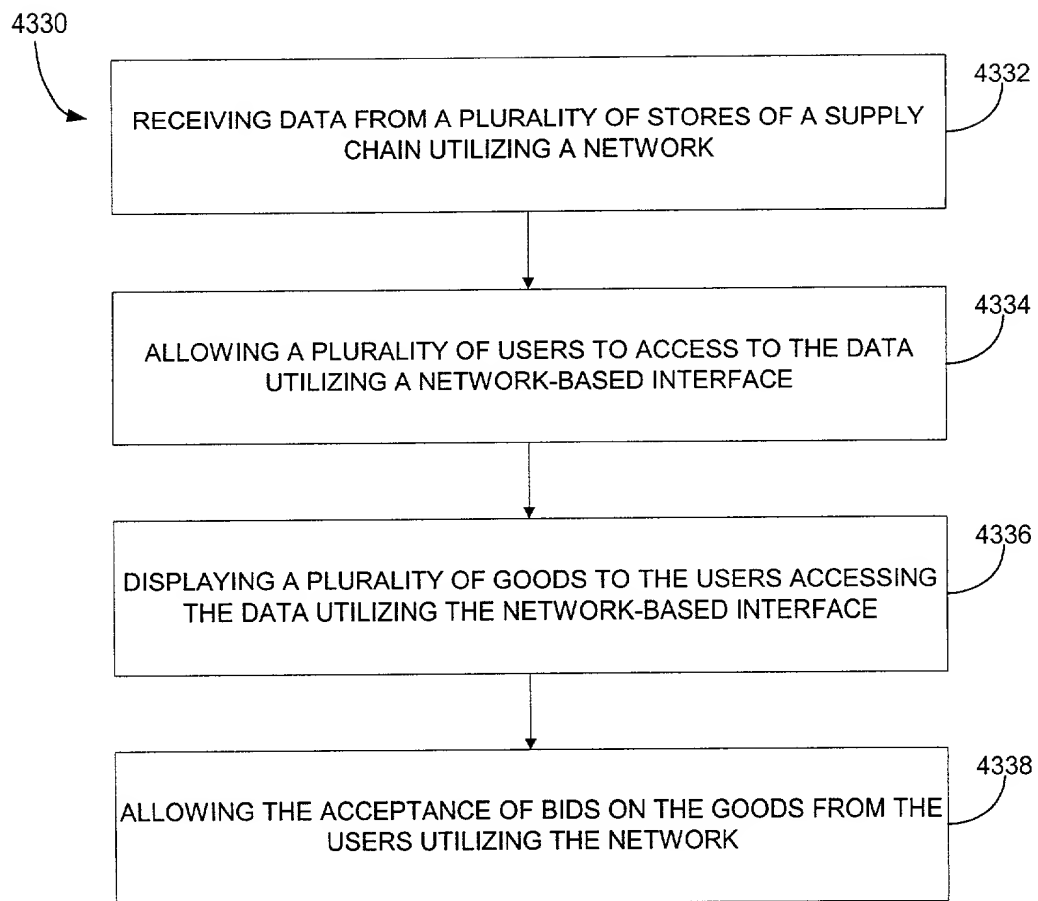 4330
4332
RECEIVING DATA FROM A PLURALITY OF STORES OF A SUPPLY
CHAIN UTILIZING A NETWORK
4334
ALLOWING A PLURALITY OF USERS TO ACCESS TO THE DATA
UTILIZING A NETWORK-BASED INTERFACE
4336
DISPLAYING A PLURALITY OF GOODS TO THE USERS ACCESSING
THE DATA UTILIZING THE NETWORK-BASED INTERFACE
4338
ALLOWING THE ACCEPTANCE OF BIDS ON THE GOODS FROM THE
USERS UTILIZING THE NETWORK